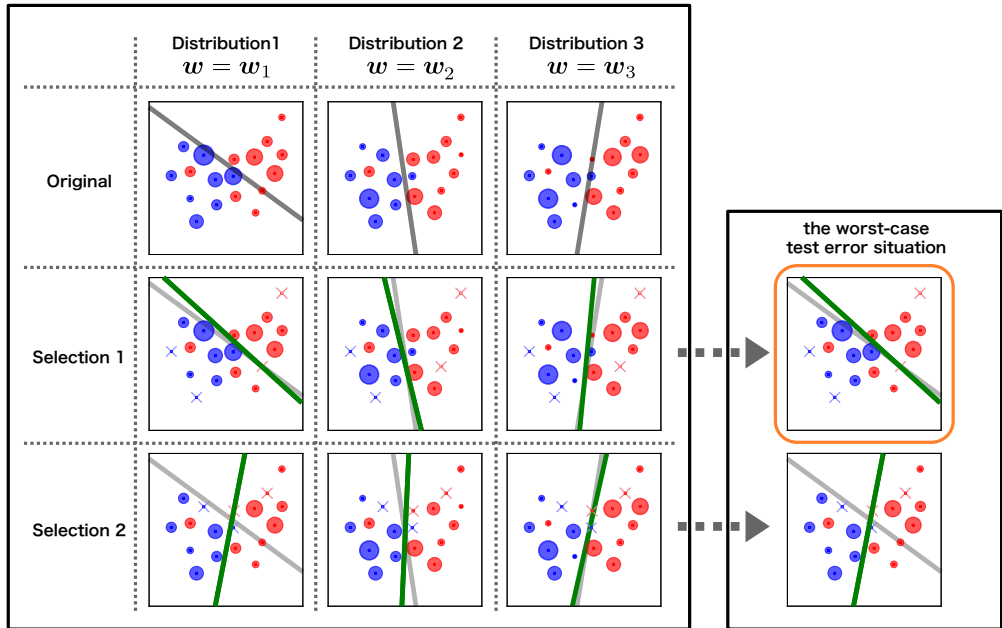 Distribution1
w = w₁
Distribution 2
w = w₂
Distribution 3
w = w₃
Original
Selection 1
Selection 2
the worst-case
test error situation